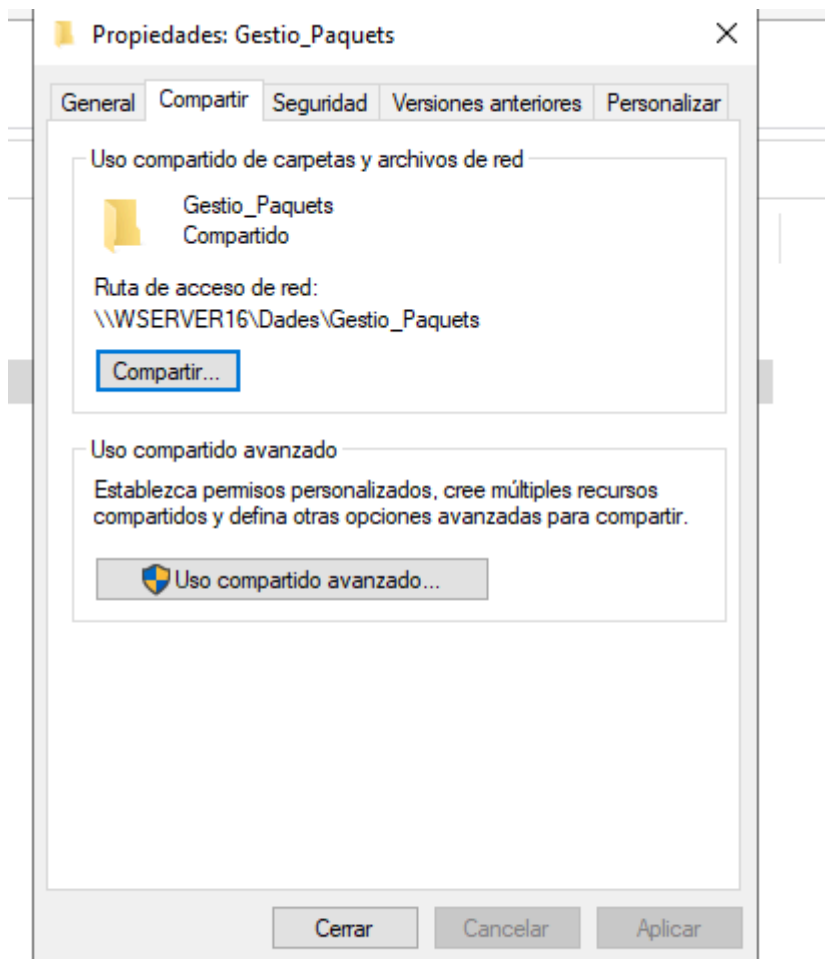 Propiedades: Gestio_Paquets
General Compartir Seguridad Versiones anteriores Personalizar
Uso compartido de carpetas y archivos de red
Gestio_Paquets
Compartido
Ruta de acceso de red:
\\WSERVER16\Dades\Gestio_Paquets
Compartir...
Uso compartido avanzado
Establezca permisos personalizados, cree múltiples recursos
compartidos y defina otras opciones avanzadas para compartir.
Uso compartido avanzado...
Cerrar Cancelar Aplicar